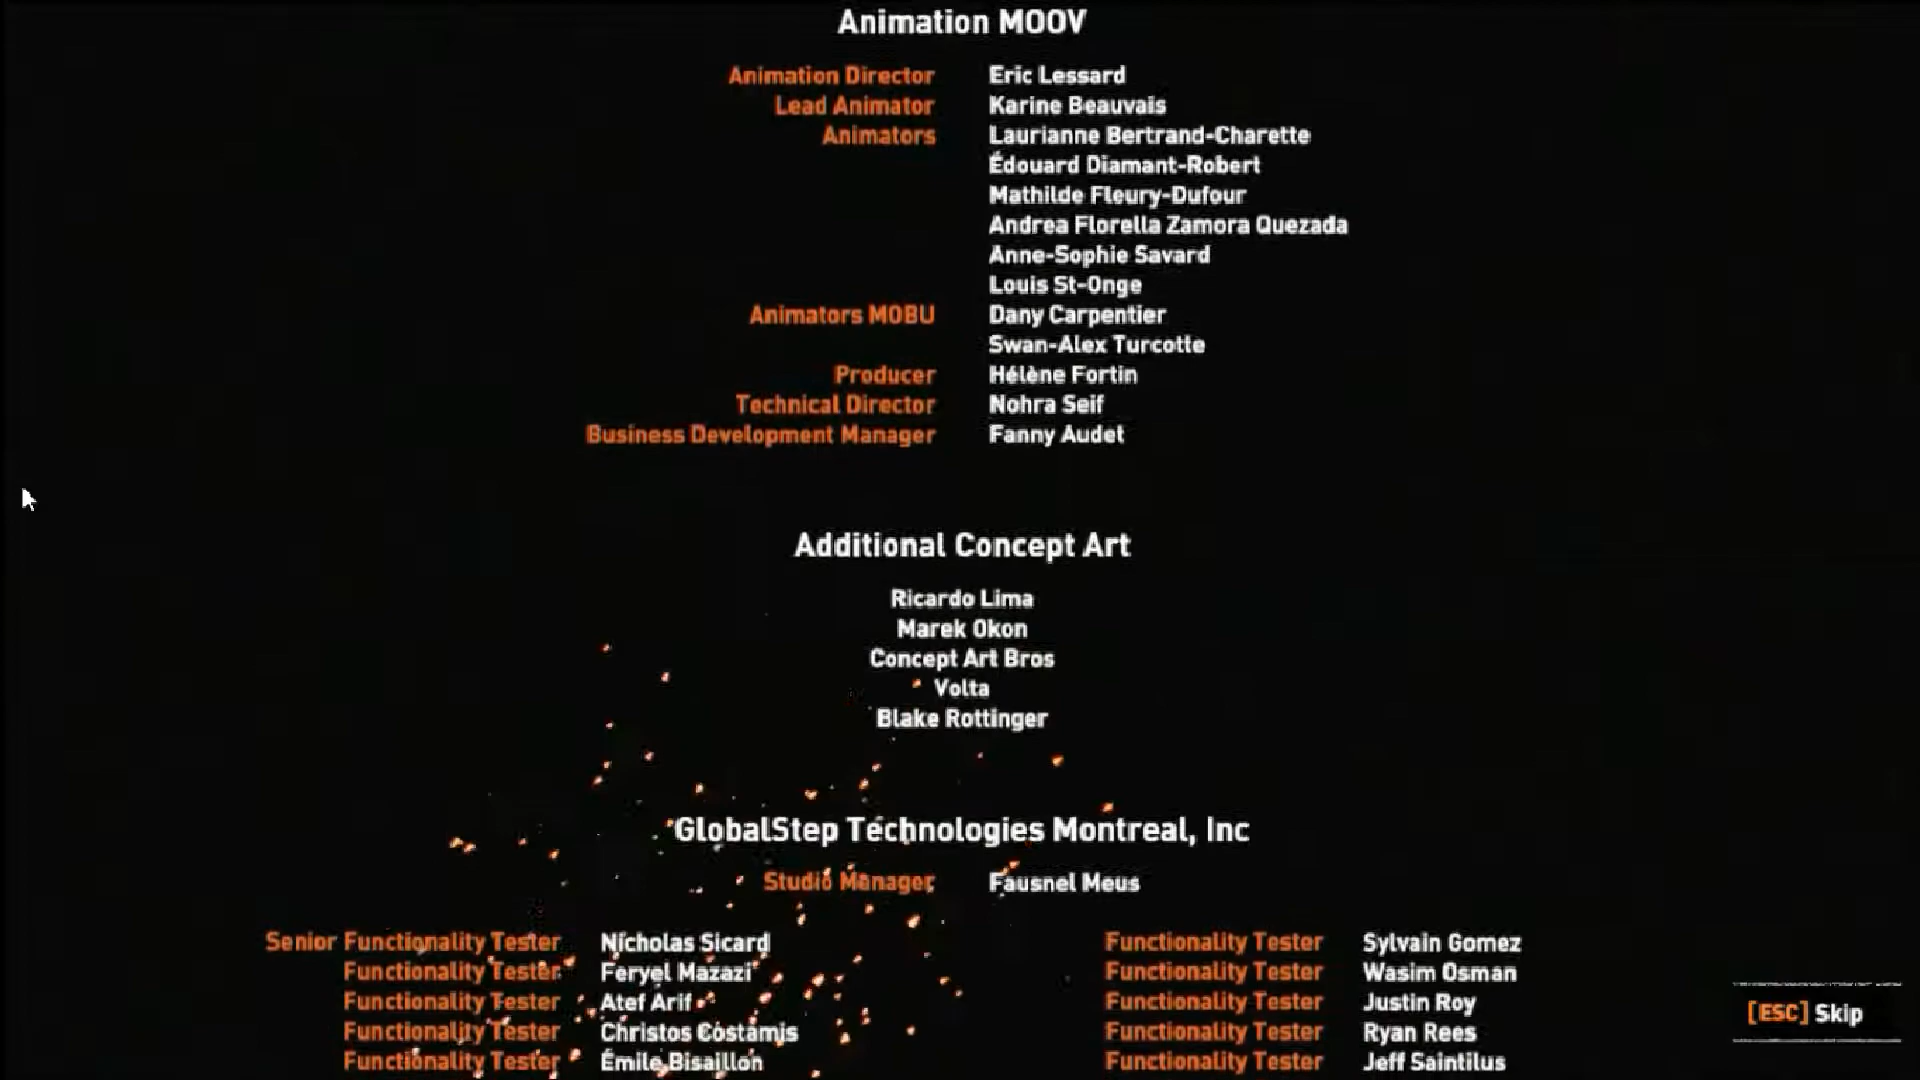 Animation MOOV
Animation Director Eric Lessard
Lead Animator Karine Beauvais
Animators Laurianne Bertrand-Charette
Édouard Diamant-Robert
Mathilde Fleury-Dufour
Andrea Florella Zamora Quezada
Anne-Sophie Savard
Louis St-Onge
Animators MOBU Dany Carpentier
Swan-Alex Turcotte
Producer Hélène Fortin
Technical Director Nohra Seif
Business Development Manager Fanny Audet
Additional Concept Art
Ricardo Lima
Marek Okon
Concept Art Bros
Volta
Blake Rottinger
GlobalStep Technologies Montreal, Inc
Studio Manager Fausnel Meus
Senior Functionality Tester Nicholas Sicard Functionality Tester Sylvain Gomez
Functionality Tester Feryel Mazazi Functionality Tester Wasim Osman
Functionality Tester Atef Arif Functionality Tester Justin Roy
Functionality Tester Christos Costamis Functionality Tester Ryan Rees
Functionality Tester Émile Bisaillon Functionality Tester Jeff Saintilus
[ESC] Skip